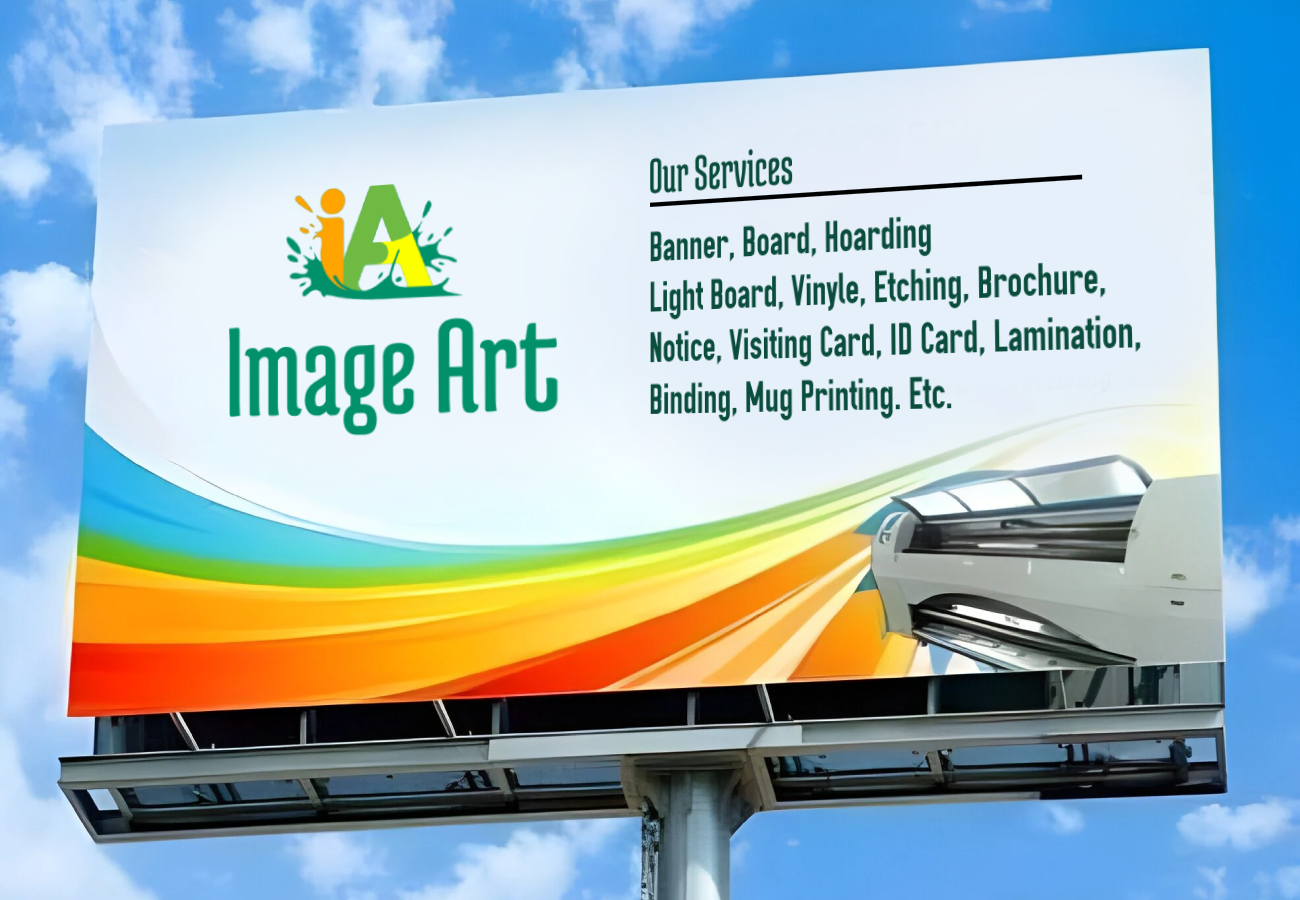 iA
Image Art
Our Services
Banner, Board, Hoarding
Light Board, Vinyle, Etching, Brochure,
Notice, Visiting Card, ID Card, Lamination,
Binding, Mug Printing. Etc.